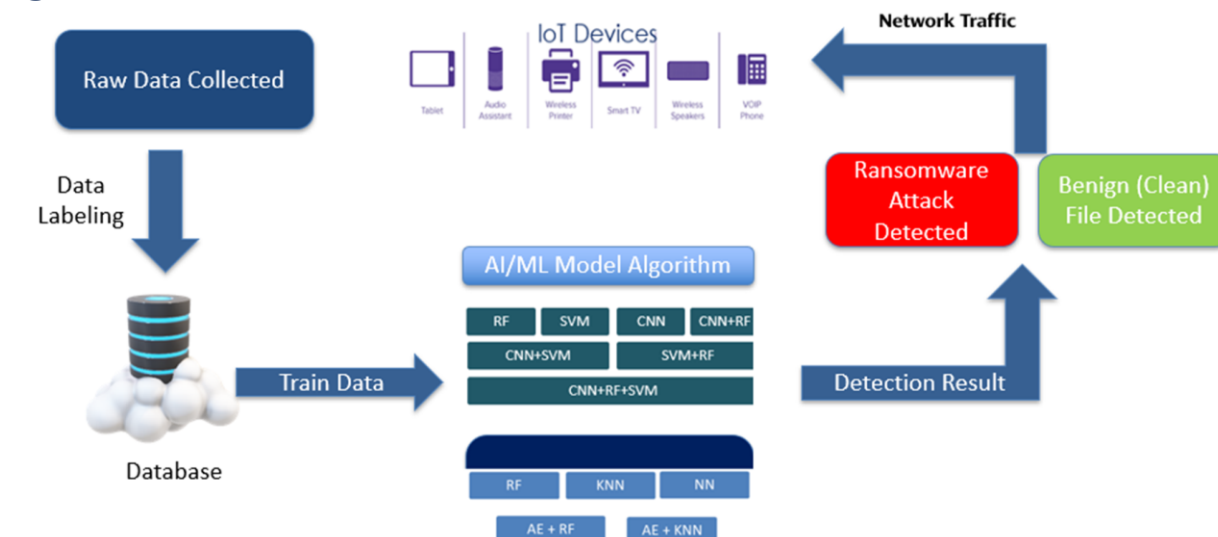 Network Traffic
IoT Devices
Raw Data Collected
Tablet
Audio
Assistant
Wireless
Printer
Smart TV
Wireless
Speakers
VOIP
Phone
Data
Labeling
Ransomware
Attack
Detected
Benign (Clean)
File Detected
AI/ML Model Algorithm
RF
SVM
CNN
CNN+RF
CNN+SVM
SVM+RF
CNN+RF+SVM
Train Data
Detection Result
Database
RF
KNN
NN
AE + RF
AE + KNN